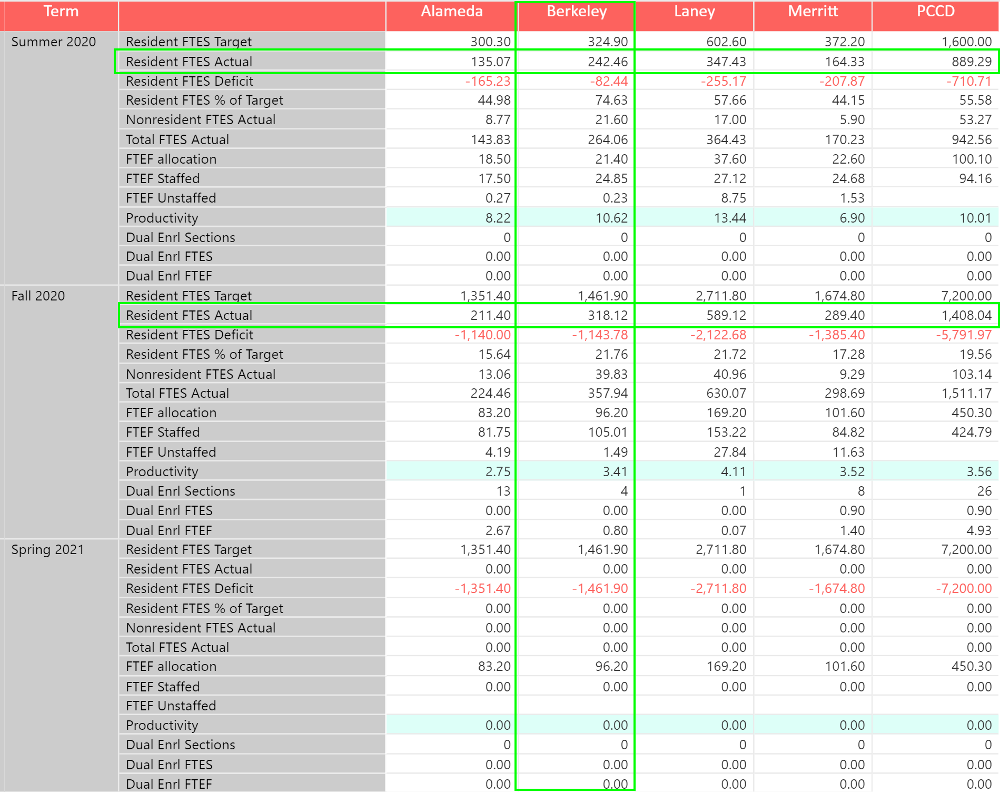 Term Alameda Berkeley Laney Merritt PCCD
Summer 2020 Resident FTES Target 300.30 324.90 602.60 372.20 1,600.00
Resident FTES Actual 135.07 242.46 347.43 164.33 889.29
Resident FTES Deficit -165.23 -82.44 -255.17 -207.87 -710.71
Resident FTES % of Target 44.98 74.63 57.66 44.15 55.58
Nonresident FTES Actual 8.77 21.60 17.00 5.90 53.27
Total FTES Actual 143.83 264.06 364.43 170.23 942.56
FTEF allocation 18.50 21.40 37.60 22.60 100.10
FTEF Staffed 17.50 24.85 27.12 24.68 94.16
FTEF Unstaffed 0.27 0.23 8.75 1.53
Productivity 8.22 10.62 13.44 6.90 10.01
Dual Enrl Sections 0 0 0 0 0
Dual Enrl FTES 0.00 0.00 0.00 0.00 0.00
Dual Enrl FTEF 0.00 0.00 0.00 0.00 0.00
Fall 2020 Resident FTES Target 1,351.40 1,461.90 2,711.80 1,674.80 7,200.00
Resident FTES Actual 211.40 318.12 589.12 289.40 1,408.04
Resident FTES Deficit -1,140.00 -1,143.78 -2,122.68 -1,385.40 -5,791.97
Resident FTES % of Target 15.64 21.76 21.72 17.28 19.56
Nonresident FTES Actual 13.06 39.83 40.96 9.29 103.14
Total FTES Actual 224.46 357.94 630.07 298.69 1,511.17
FTEF allocation 83.20 96.20 169.20 101.60 450.30
FTEF Staffed 81.75 105.01 153.22 84.82 424.79
FTEF Unstaffed 4.19 1.49 27.84 11.63
Productivity 2.75 3.41 4.11 3.52 3.56
Dual Enrl Sections 13 4 1 8 26
Dual Enrl FTES 0.00 0.00 0.00 0.90 0.90
Dual Enrl FTEF 2.67 0.80 0.07 1.40 4.93
Spring 2021 Resident FTES Target 1,351.40 1,461.90 2,711.80 1,674.80 7,200.00
Resident FTES Actual 0.00 0.00 0.00 0.00 0.00
Resident FTES Deficit -1,351.40 -1,461.90 -2,711.80 -1,674.80 -7,200.00
Resident FTES % of Target 0.00 0.00 0.00 0.00 0.00
Nonresident FTES Actual 0.00 0.00 0.00 0.00 0.00
Total FTES Actual 0.00 0.00 0.00 0.00 0.00
FTEF allocation 83.20 96.20 169.20 101.60 450.30
FTEF Staffed 0.00 0.00 0.00 0.00 0.00
FTEF Unstaffed
Productivity 0.00 0.00 0.00 0.00 0.00
Dual Enrl Sections 0 0 0 0 0
Dual Enrl FTES 0.00 0.00 0.00 0.00 0.00
Dual Enrl FTEF 0.00 0.00 0.00 0.00 0.00